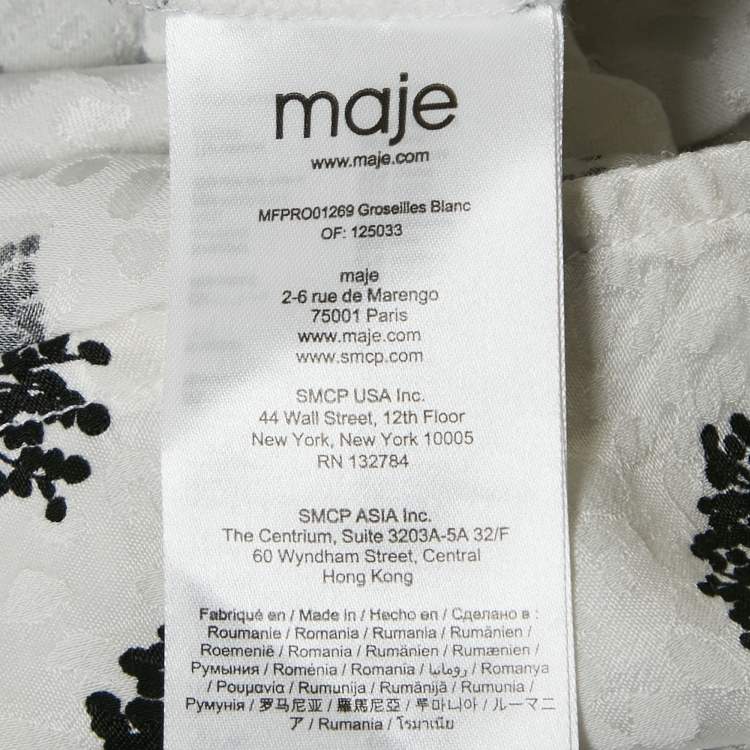 maje
www.maje.com
MFPRO01269 Groseilles Blanc
OF: 125033
maje
2-6 rue de Marengo
75001 Paris
www.maje.com
www.smcp.com
SMCP USA Inc.
44 Wall Street, 12th Floor
New York, New York 10005
RN 132784
SMCP ASIA Inc.
The Centrium, Suite 3203A-5A 32/F
60 Wyndham Street, Central
Hong Kong
Fabriqué en / Made in / Hecho en / Сделано в :
Roumanie / Romania / Rumania / Rumänien /
Roemenië / Romania / Rumänien / Rumænien /
Румыния / Roménia / Romania / رومانيا / Romanya
/ Ρουμανία / Rumunija / Rumānijā / Rumunia /
Румуния / 罗马尼亚 / 羅馬尼亞 / 루마니아 / ルーマニ
ア / Rumania / โรมาเนีย